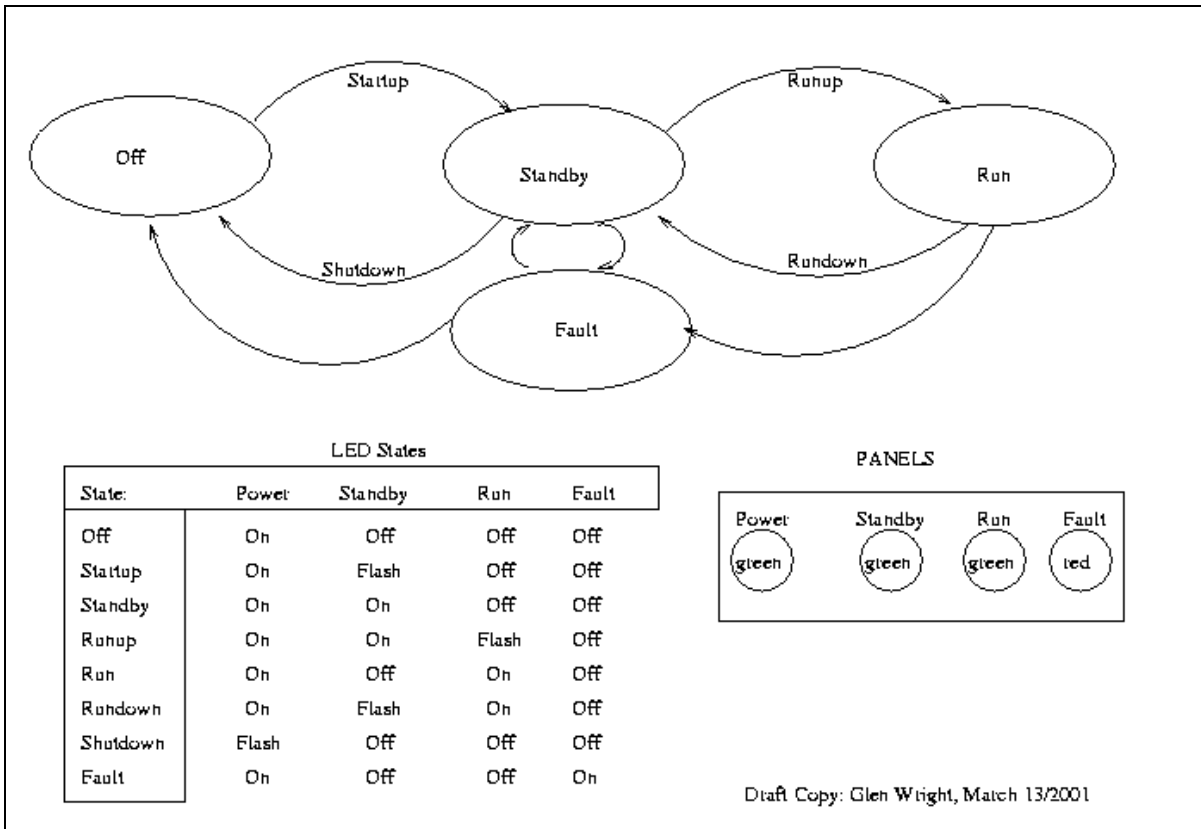 Startup
Runup
Off
Standby
Run
Shutdown
Rundown
Fault
LED States
State: Power Standby Run Fault
Off On Off Off Off
Startup On Flash Off Off
Standby On On Off Off
Runup On On Flash Off
Run On Off On Off
Rundown On Flash On Off
Shutdown Flash Off Off Off
Fault On Off Off On
PANELS
Power Standby Run Fault
green green green red
Draft Copy: Glen Wright, March 13/2001